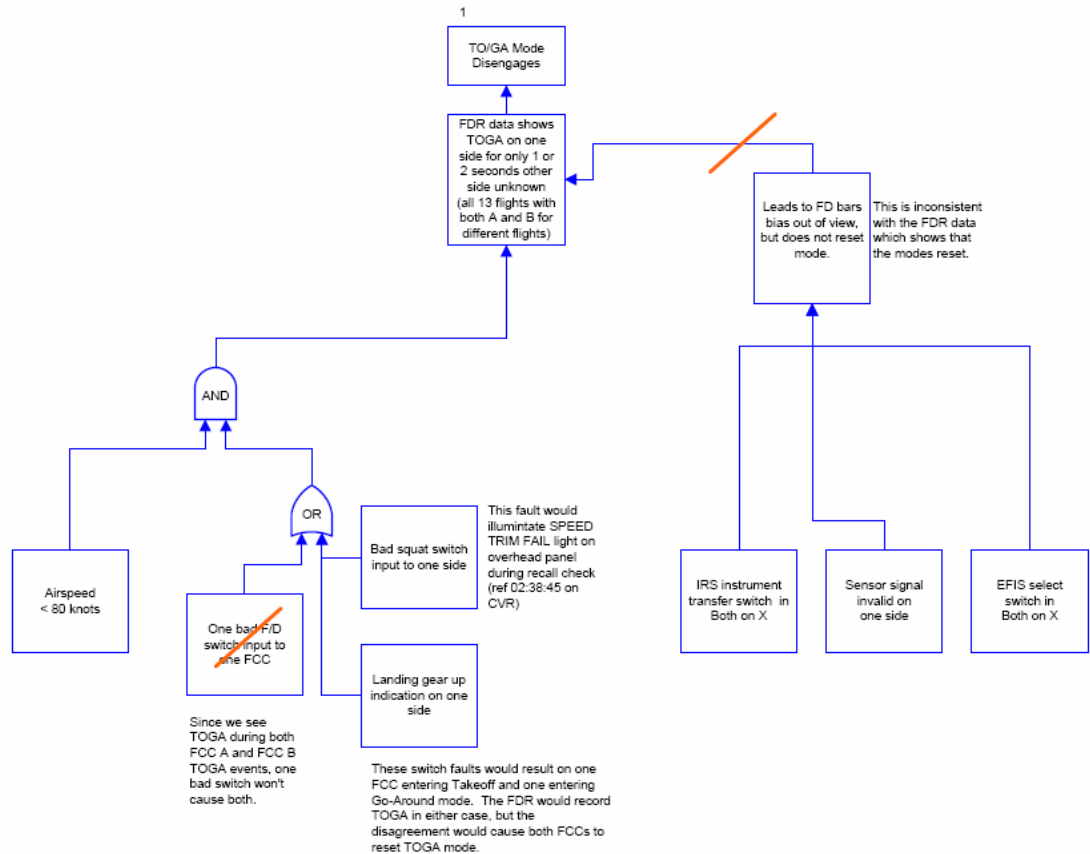 1
TO/GA Mode
Disengages
FDR data shows
TOGA on one
side for only 1 or
2 seconds other
side unknown
(all 13 flights with
both A and B for
different flights)
Leads to FD bars
bias out of view,
but does not reset
mode.
This is inconsistent
with the FDR data
which shows that
the modes reset.
AND
OR
Airspeed
< 80 knots
One bad F/D
switch input to
one FCC
Since we see
TOGA during both
FCC A and FCC B
TOGA events, one
bad switch won't
cause both.
Bad squat switch
input to one side
This fault would
illumintate SPEED
TRIM FAIL light on
overhead panel
during recall check
(ref 02:38:45 on
CVR)
Landing gear up
indication on one
side
These switch faults would result on one
FCC entering Takeoff and one entering
Go-Around mode.  The FDR would record
TOGA in either case, but the
disagreement would cause both FCCs to
reset TOGA mode.
IRS instrument
transfer switch  in
Both on X
Sensor signal
invalid on
one side
EFIS select
switch in
Both on X